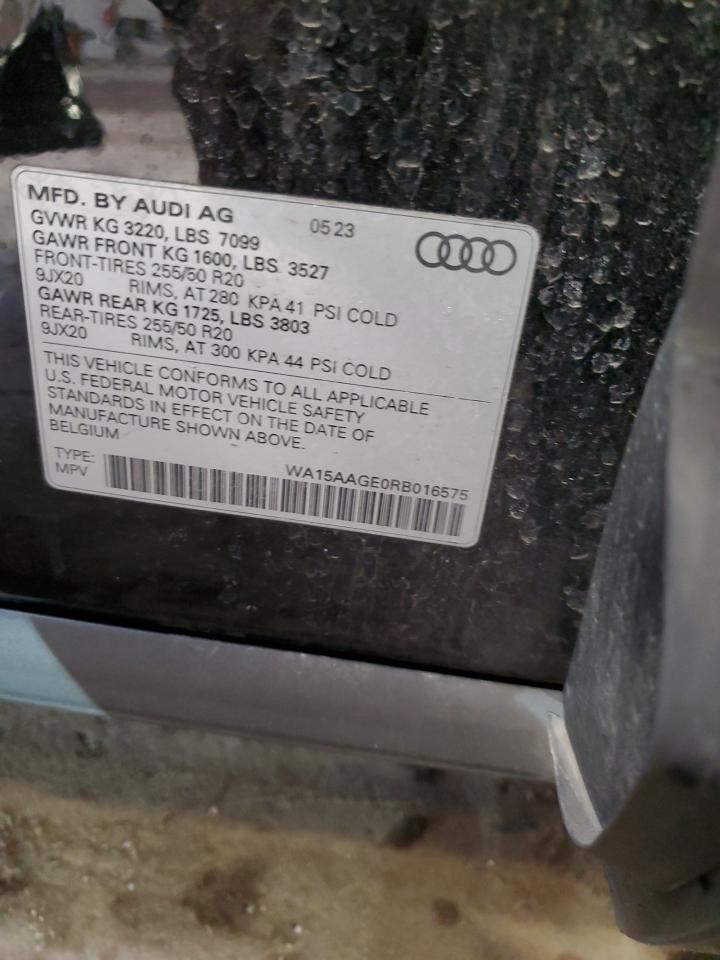 MFD. BY AUDI AG 0523
GVWR KG 3220, LBS 7099
GAWR FRONT KG 1600, LBS 3527
FRONT-TIRES 255/50 R20
9JX20 RIMS, AT 280 KPA 41 PSI COLD
GAWR REAR KG 1725, LBS 3803
REAR-TIRES 255/50 R20
9JX20 RIMS, AT 300 KPA 44 PSI COLD
THIS VEHICLE CONFORMS TO ALL APPLICABLE
U.S. FEDERAL MOTOR VEHICLE SAFETY
STANDARDS IN EFFECT ON THE DATE OF
MANUFACTURE SHOWN ABOVE.
BELGIUM
TYPE: WA15AAGE0RB016575
MPV